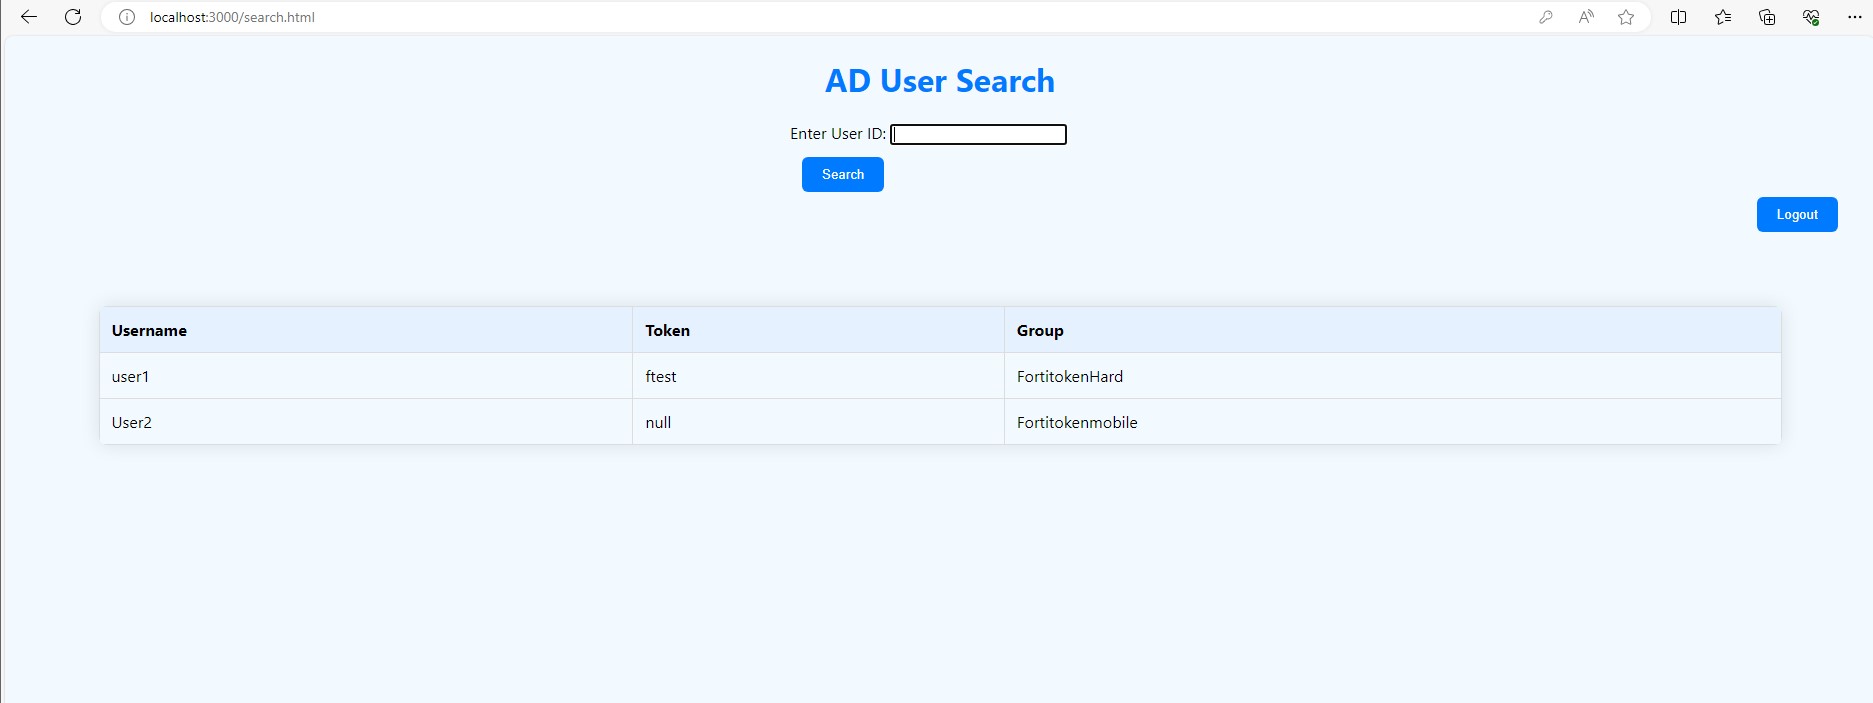 localhost:3000/search.html
AD User Search
Enter User ID:
Search
Logout
Username Token Group
user1 ftest FortitokenHard
User2 null Fortitokenmobile